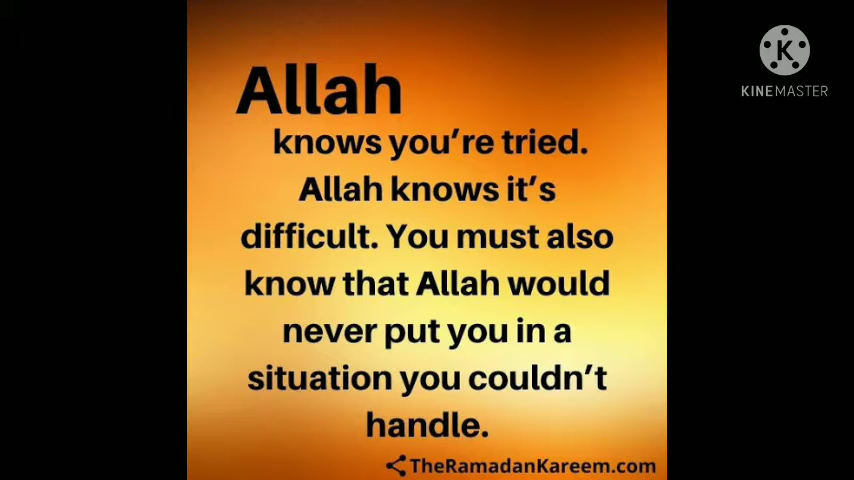 Allah
knows you're tried.
Allah knows it's
difficult. You must also
know that Allah would
never put you in a
situation you couldn't
handle.
TheRamadanKareem.com
K
KINEMASTER